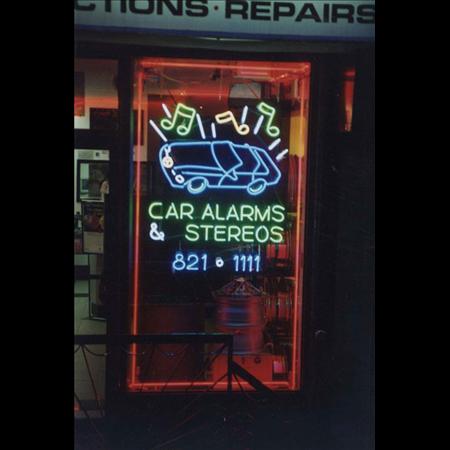 CTIONS · REPAIRS
CAR ALARMS
& STEREOS
821 · 1111